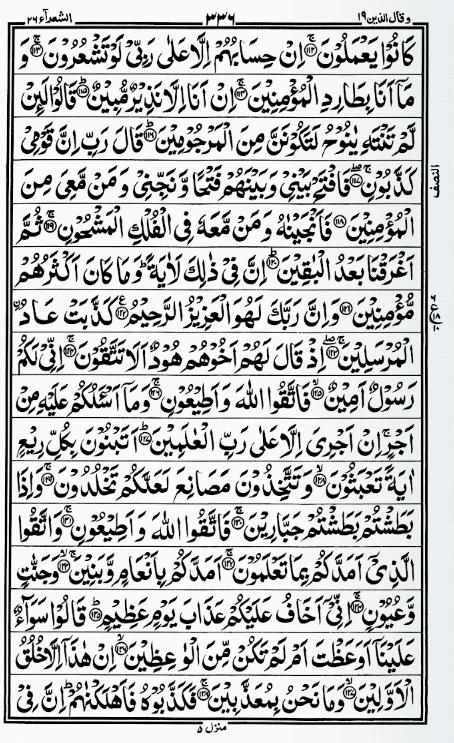 الشعرآء ٢٦ ٣٣٦ وقال الذين ١٩
كَانُوْا يَعْمَلُوْنَ ﴿١١٢﴾ اِنْ حِسَابُهُمْ اِلَّا عَلٰى رَبِّىْ لَوْ تَشْعُرُوْنَ ﴿١١٣﴾ وَ
مَاۤ اَنَا بِطَارِدِ الْمُؤْمِنِيْنَ ﴿١١٤﴾ اِنْ اَنَا اِلَّا نَذِيْرٌ مُّبِيْنٌ ﴿١١٥﴾ قَالُوْا لَىِٕنْ
لَّمْ تَنْتَهِ يٰنُوْحُ لَتَكُوْنَنَّ مِنَ الْمَرْجُوْمِيْنَ ﴿١١٦﴾ قَالَ رَبِّ اِنَّ قَوْمِىْ
كَذَّبُوْنِ ﴿١١٧﴾ فَافْتَحْ بَيْنِىْ وَبَيْنَهُمْ فَتْحًا وَّنَجِّنِىْ وَمَنْ مَّعِىَ مِنَ
الْمُؤْمِنِيْنَ ﴿١١٨﴾ فَاَنْجَيْنٰهُ وَمَنْ مَّعَهٗ فِى الْفُلْكِ الْمَشْحُوْنِ ﴿١١٩﴾ ثُمَّ
اَغْرَقْنَا بَعْدُ الْبٰقِيْنَ ﴿١٢٠﴾ اِنَّ فِىْ ذٰلِكَ لَاٰيَةً ؕ وَمَا كَانَ اَكْثَرُهُمْ
مُّؤْمِنِيْنَ ﴿١٢١﴾ وَاِنَّ رَبَّكَ لَهُوَ الْعَزِيْزُ الرَّحِيْمُ ﴿١٢٢﴾ كَذَّبَتْ عَادُ
ࣙالْمُرْسَلِيْنَ ﴿١٢٣﴾ اِذْ قَالَ لَهُمْ اَخُوْهُمْ هُوْدٌ اَلَا تَتَّقُوْنَ ﴿١٢٤﴾ اِنِّىْ لَكُمْ
رَسُوْلٌ اَمِيْنٌ ﴿١٢٥﴾ فَاتَّقُوا اللّٰهَ وَاَطِيْعُوْنِ ﴿١٢٦﴾ وَمَاۤ اَسْـَٔلُكُمْ عَلَيْهِ مِنْ
اَجْرٍ اِنْ اَجْرِىَ اِلَّا عَلٰى رَبِّ الْعٰلَمِيْنَ ﴿١٢٧﴾ اَتَبْنُوْنَ بِكُلِّ رِيْعٍ
اٰيَةً تَعْبَثُوْنَ ﴿١٢٨﴾ وَتَتَّخِذُوْنَ مَصَانِعَ لَعَلَّكُمْ تَخْلُدُوْنَ ﴿١٢٩﴾ وَاِذَا
بَطَشْتُمْ بَطَشْتُمْ جَبَّارِيْنَ ﴿١٣٠﴾ فَاتَّقُوا اللّٰهَ وَاَطِيْعُوْنِ ﴿١٣١﴾ وَاتَّقُوا
الَّذِىْۤ اَمَدَّكُمْ بِمَا تَعْلَمُوْنَ ﴿١٣٢﴾ اَمَدَّكُمْ بِاَنْعَامٍ وَّبَنِيْنَ ﴿١٣٣﴾ وَجَنّٰتٍ
وَّعُيُوْنٍ ﴿١٣٤﴾ اِنِّىْۤ اَخَافُ عَلَيْكُمْ عَذَابَ يَوْمٍ عَظِيْمٍ ﴿١٣٥﴾ قَالُوْا سَوَآءٌ
عَلَيْنَاۤ اَوَعَظْتَ اَمْ لَمْ تَكُنْ مِّنَ الْوٰعِظِيْنَ ﴿١٣٦﴾ اِنْ هٰذَاۤ اِلَّا خُلُقُ
الْاَوَّلِيْنَ ﴿١٣٧﴾ وَمَا نَحْنُ بِمُعَذَّبِيْنَ ﴿١٣٨﴾ فَكَذَّبُوْهُ فَاَهْلَكْنٰهُمْ ؕ اِنَّ فِىْ
منزل ٥
النصف